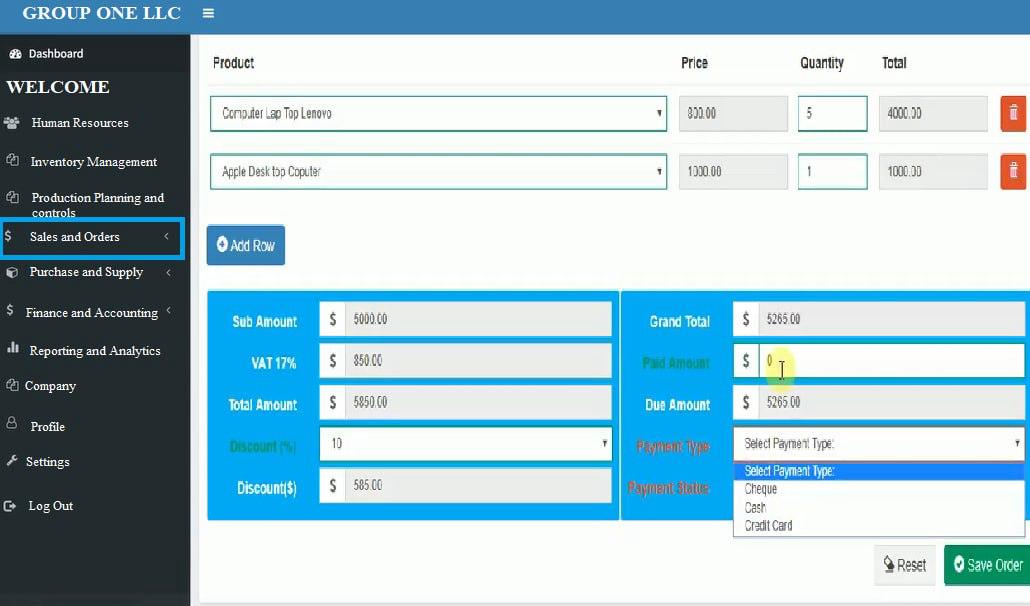 GROUP ONE LLC
Dashboard
WELCOME
Human Resources
Inventory Management
Production Planning and
controls
Sales and Orders
Purchase and Supply
Finance and Accounting
Reporting and Analytics
Company
Profile
Settings
Log Out
Product Price Quantity Total
Computer Lap Top Lenovo 800.00 5 4000.00
Apple Desk top Coputer 1000.00 1 1000.00
Add Row
Sub Amount $ 5000.00
VAT 17% $ 850.00
Total Amount $ 5850.00
Discount (%) 10
Discount($) $ 585.00
Grand Total $ 5265.00
Paid Amount $ 0
Due Amount $ 5265.00
Payment Type Select Payment Type:
Select Payment Type:
Cheque
Cash
Credit Card
Payment Status
Reset Save Order